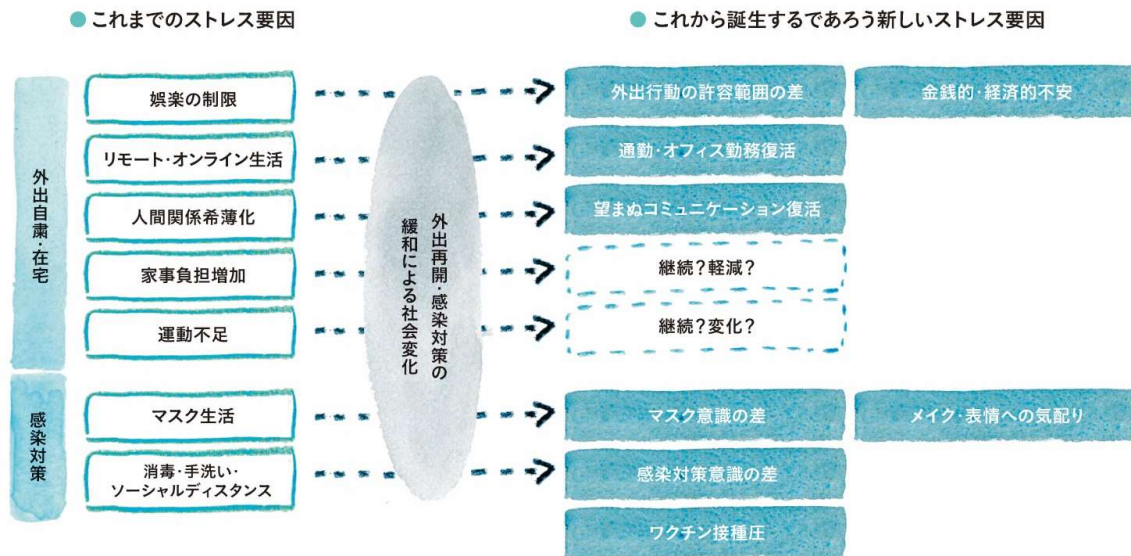 これまでのストレス要因
これから誕生するであろう新しいストレス要因
外出自粛・在宅
娯楽の制限
リモート・オンライン生活
人間関係希薄化
家事負担増加
運動不足
感染対策
マスク生活
消毒・手洗い・
ソーシャルディスタンス
外出再開・感染対策の
緩和による社会変化
外出行動の許容範囲の差
金銭的・経済的不安
通勤・オフィス勤務復活
望まぬコミュニケーション復活
継続？軽減？
継続？変化？
マスク意識の差
メイク・表情への気配り
感染対策意識の差
ワクチン接種圧